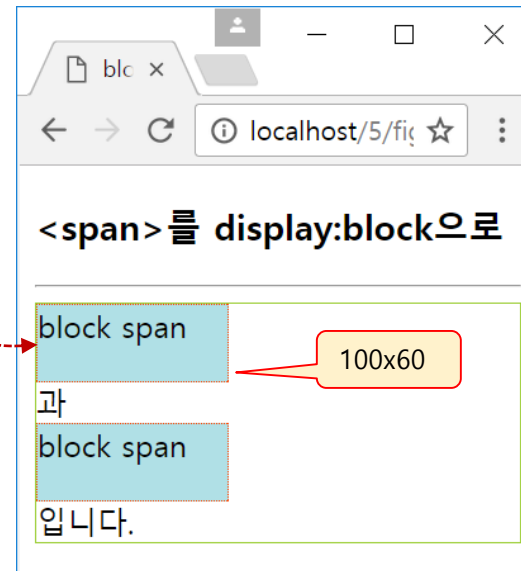 blc
localhost/5/fig
<span>를 display:block으로
block span
100x60
과
block span
입니다.